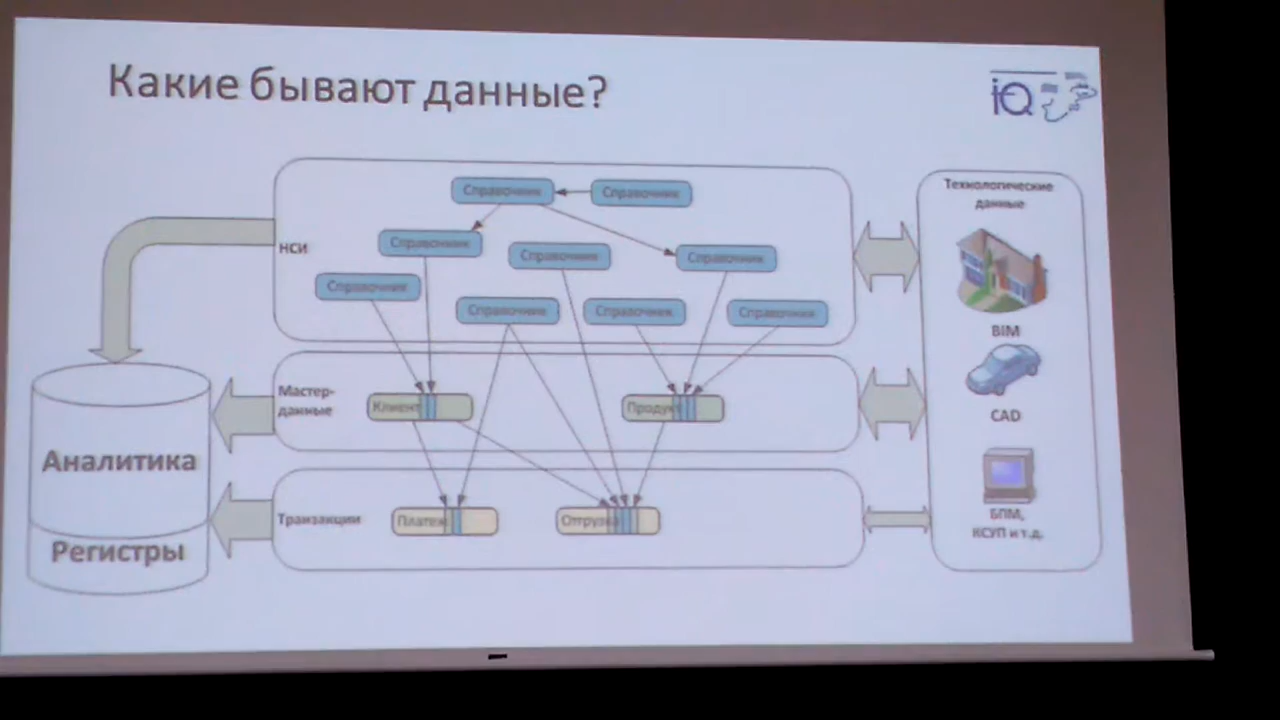 Какие бывают данные?
iQ
Справочник
Справочник
Технологические
данные
НСИ
Справочник
Справочник
Справочник
Справочник
Справочник
Справочник
Справочник
BIM
Мастер-
данные
Клиент
Продукт
CAD
Аналитика
Транзакции
Платеж
Отгрузка
БПМ,
КСУП и т.д.
Регистры